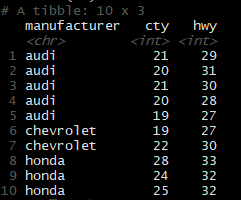 # A tibble: 10 x 3
manufacturer cty hwy
<chr> <int> <int>
1 audi 21 29
2 audi 20 31
3 audi 21 30
4 audi 20 28
5 audi 19 27
6 chevrolet 19 27
7 chevrolet 22 30
8 honda 28 33
9 honda 24 32
10 honda 25 32